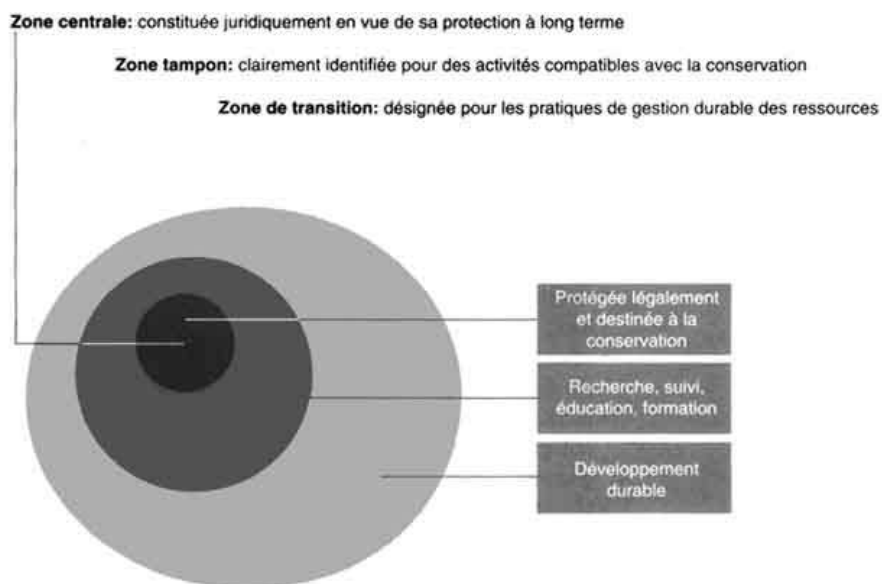 Zone centrale: constituée juridiquement en vue de sa protection à long terme
Zone tampon: clairement identifiée pour des activités compatibles avec la conservation
Zone de transition: désignée pour les pratiques de gestion durable des ressources
Protégée légalement
et destinée à la
conservation
Recherche, suivi,
éducation, formation
Développement
durable